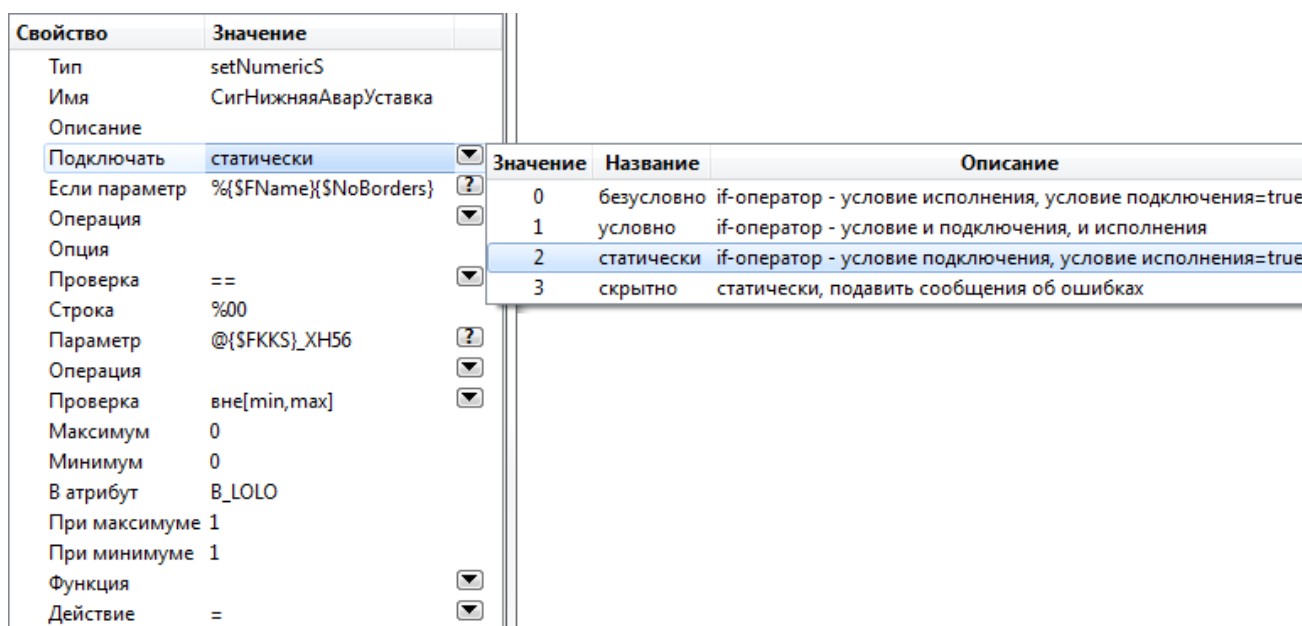 Свойство Значение
Тип setNumericS
Имя СигНижняяАварУставка
Описание
Подключать статически
Если параметр %{$FName}{$NoBorders} ?
Операция
Опция
Проверка ==
Строка %00
Параметр @{$FKKS}_XH56 ?
Операция
Проверка вне[min,max]
Максимум 0
Минимум 0
В атрибут B_LOLO
При максимуме 1
При минимуме 1
Функция
Действие =
Значение Название Описание
0 безусловно if-оператор - условие исполнения, условие подключения=true
1 условно if-оператор - условие и подключения, и исполнения
2 статически if-оператор - условие подключения, условие исполнения=true
3 скрытно статически, подавить сообщения об ошибках